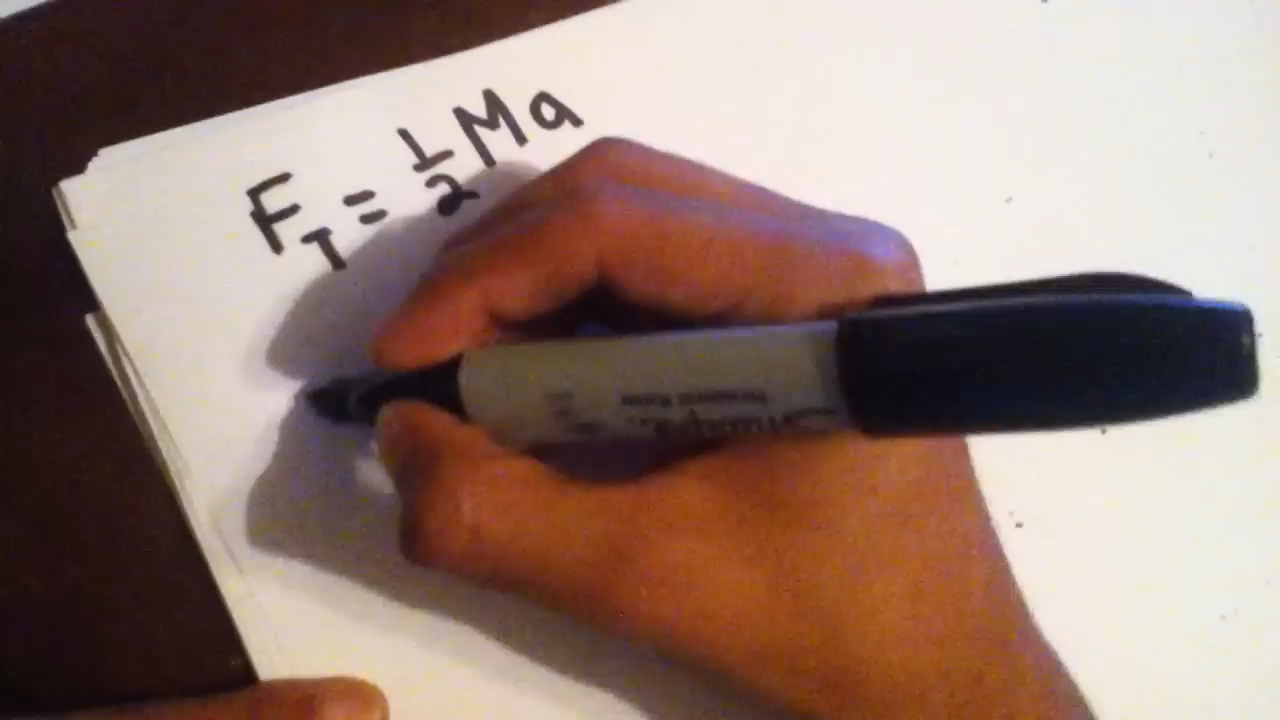 F_T = 1/2 Ma